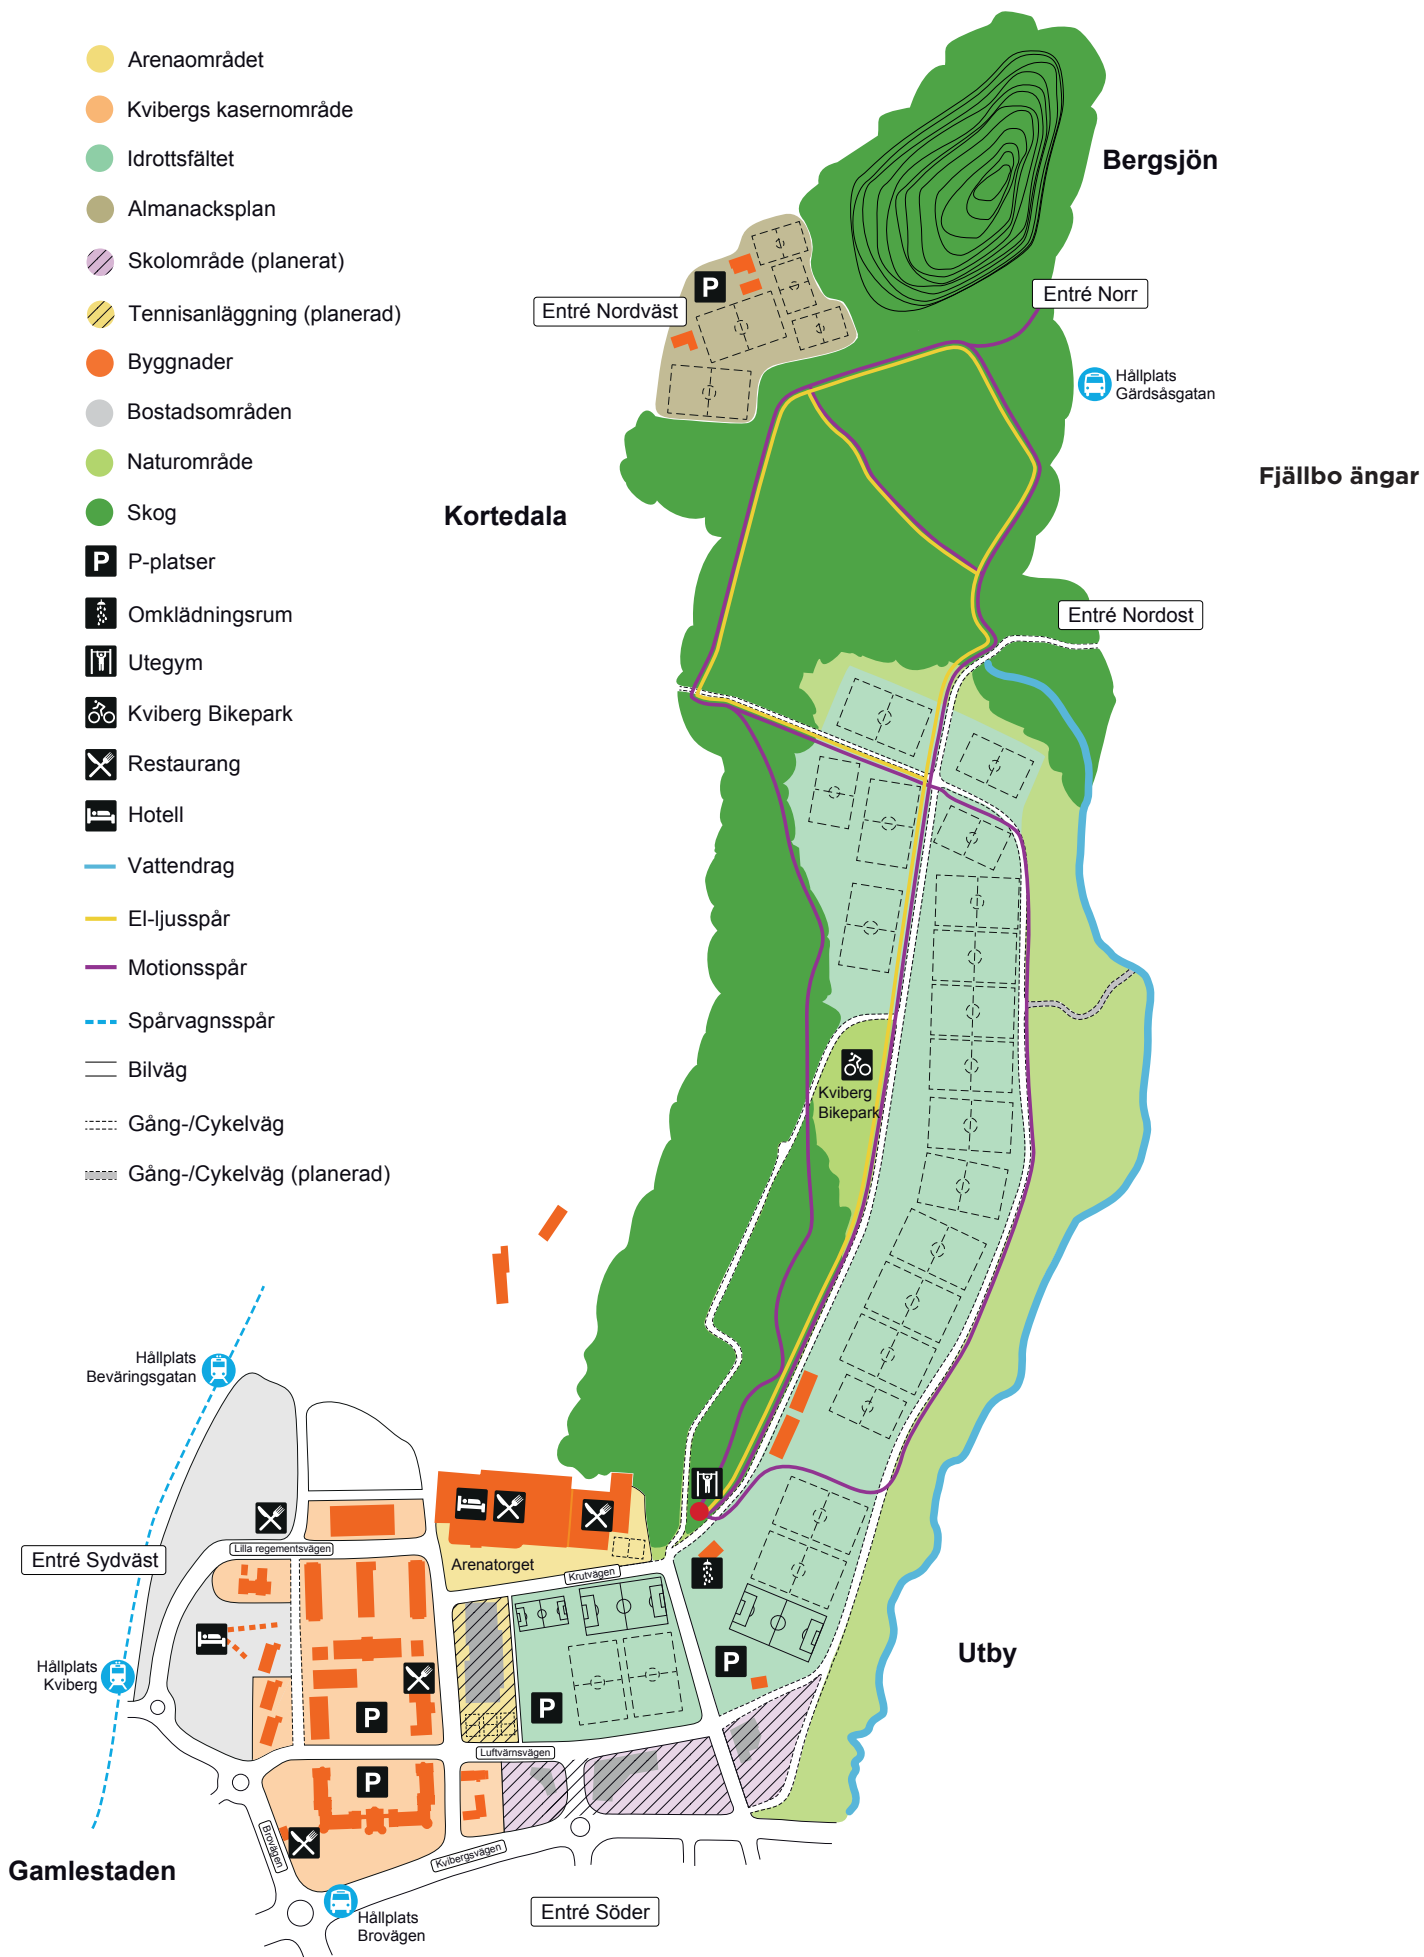 Arenaområdet
Kvibergs kasernområde
Idrottsfältet
Almanacksplan
Skolområde (planerat)
Tennisanläggning (planerad)
Byggnader
Bostadsområden
Naturområde
Skog
P
P-platser
Omklädningsrum
Utegym
Kviberg Bikepark
Restaurang
Hotell
Vattendrag
El-ljusspår
Motionsspår
Spårvagnsspår
Bilväg
Gång-/Cykelväg
Gång-/Cykelväg (planerad)
Bergsjön
P
Entré Nordväst
Entré Norr
Hållplats
Gärdsåsgatan
Fjällbo ängar
Kortedala
Entré Nordost
Kviberg
Bikepark
Hållplats
Beväringsgatan
Entré Sydväst
Lilla regementsvägen
Arenatorget
Krutvägen
Hållplats
Kviberg
Utby
P
P
P
Luftvärnsvägen
P
Brovägen
Kvibergsvägen
Gamlestaden
Entré Söder
Hållplats
Brovägen